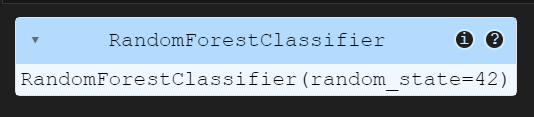 ▾ RandomForestClassifier i ?
RandomForestClassifier(random_state=42)